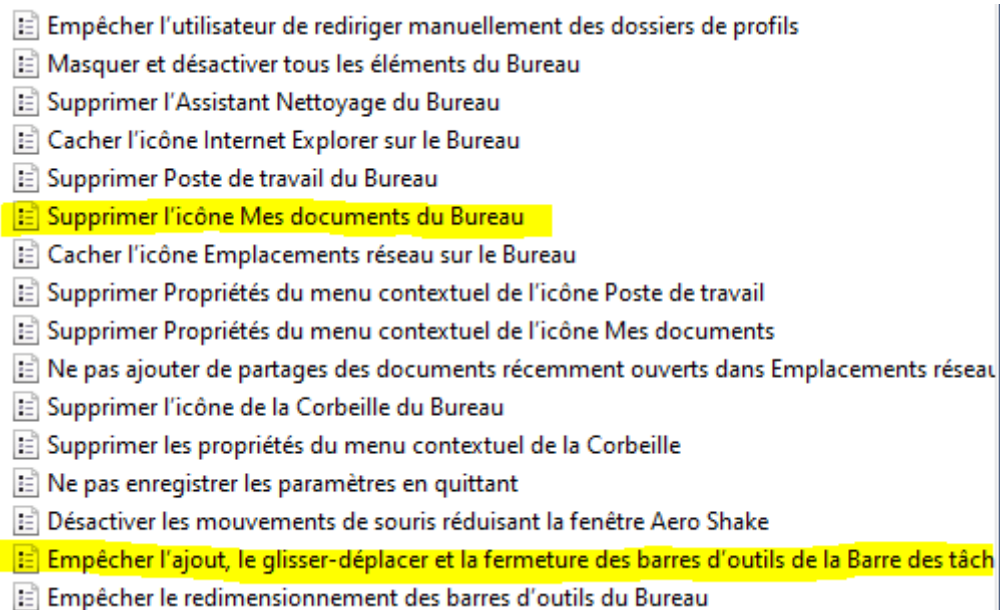 Empêcher l'utilisateur de rediriger manuellement des dossiers de profils
Masquer et désactiver tous les éléments du Bureau
Supprimer l'Assistant Nettoyage du Bureau
Cacher l'icône Internet Explorer sur le Bureau
Supprimer Poste de travail du Bureau
Supprimer l'icône Mes documents du Bureau
Cacher l'icône Emplacements réseau sur le Bureau
Supprimer Propriétés du menu contextuel de l'icône Poste de travail
Supprimer Propriétés du menu contextuel de l'icône Mes documents
Ne pas ajouter de partages des documents récemment ouverts dans Emplacements réseau
Supprimer l'icône de la Corbeille du Bureau
Supprimer les propriétés du menu contextuel de la Corbeille
Ne pas enregistrer les paramètres en quittant
Désactiver les mouvements de souris réduisant la fenêtre Aero Shake
Empêcher l'ajout, le glisser-déplacer et la fermeture des barres d'outils de la Barre des tâch
Empêcher le redimensionnement des barres d'outils du Bureau